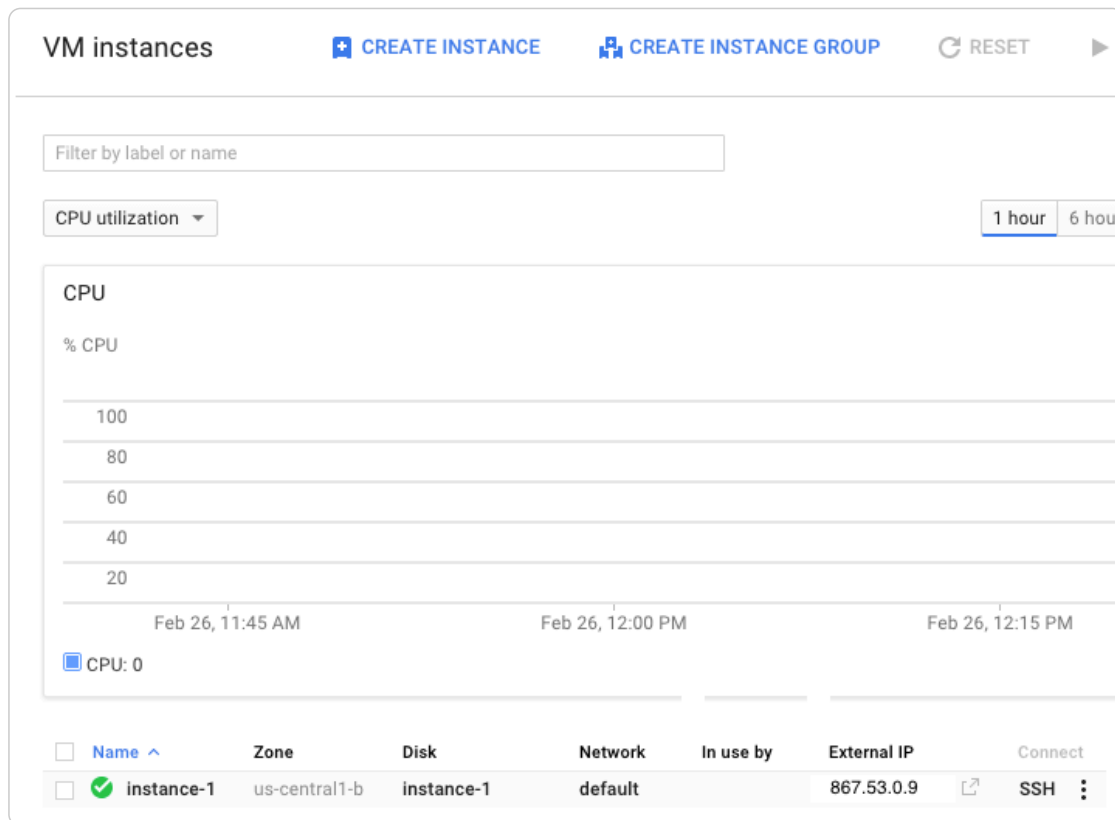 VM instances CREATE INSTANCE CREATE INSTANCE GROUP RESET
Filter by label or name
CPU utilization 1 hour 6 hou
CPU
% CPU
100
80
60
40
20
Feb 26, 11:45 AM Feb 26, 12:00 PM Feb 26, 12:15 PM
CPU: 0
Name Zone Disk Network In use by External IP Connect
instance-1 us-central1-b instance-1 default 867.53.0.9 SSH